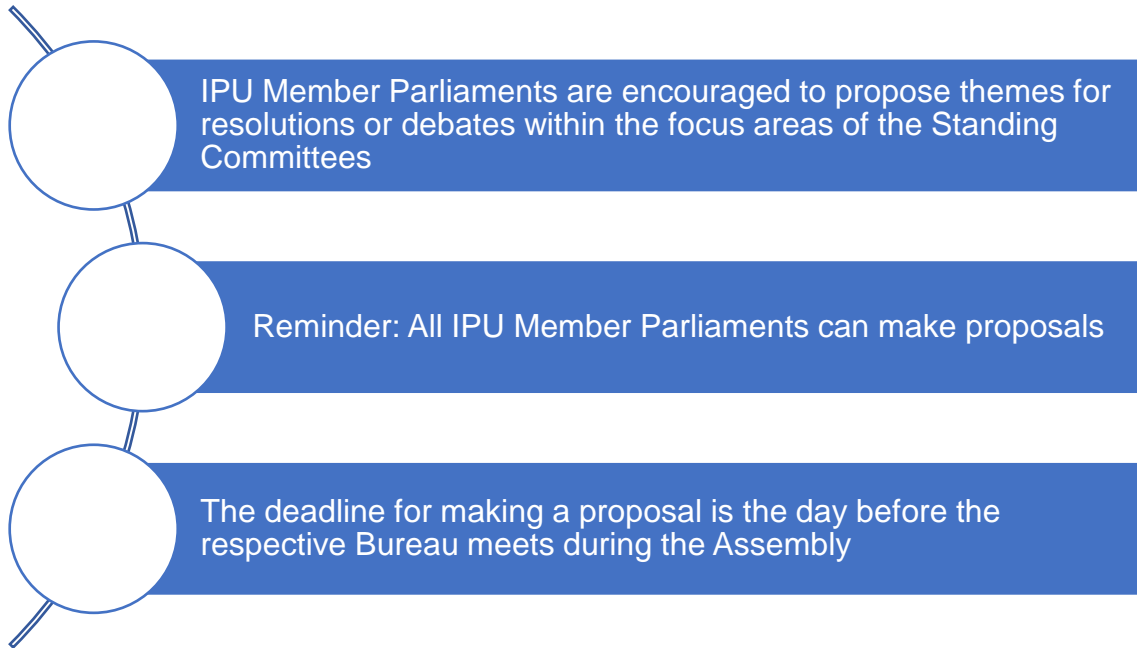 IPU Member Parliaments are encouraged to propose themes for
resolutions or debates within the focus areas of the Standing
Committees
Reminder: All IPU Member Parliaments can make proposals
The deadline for making a proposal is the day before the
respective Bureau meets during the Assembly